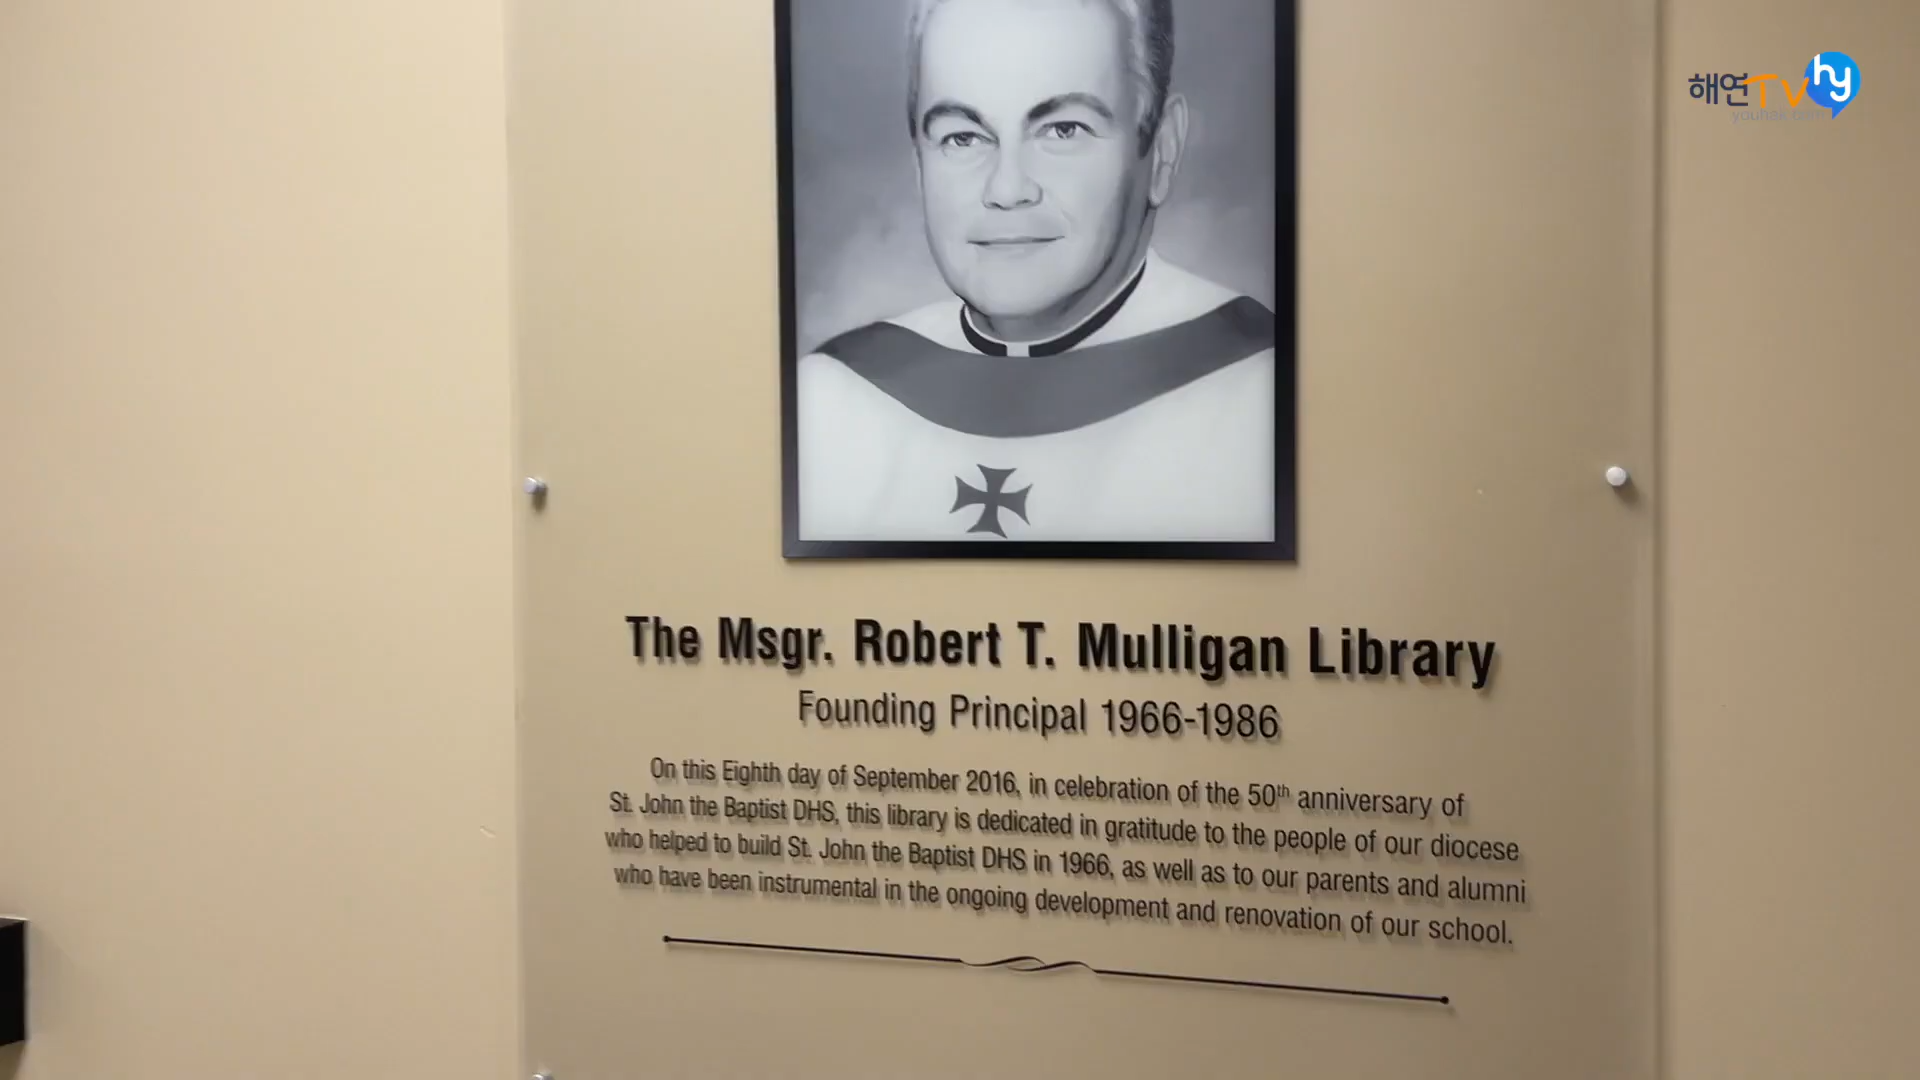 해연TV hy
youhak.com
The Msgr. Robert T. Mulligan Library
Founding Principal 1966-1986
On this Eighth day of September 2016, in celebration of the 50th anniversary of
St. John the Baptist DHS, this library is dedicated in gratitude to the people of our diocese
who helped to build St. John the Baptist DHS in 1966, as well as to our parents and alumni
who have been instrumental in the ongoing development and renovation of our school.